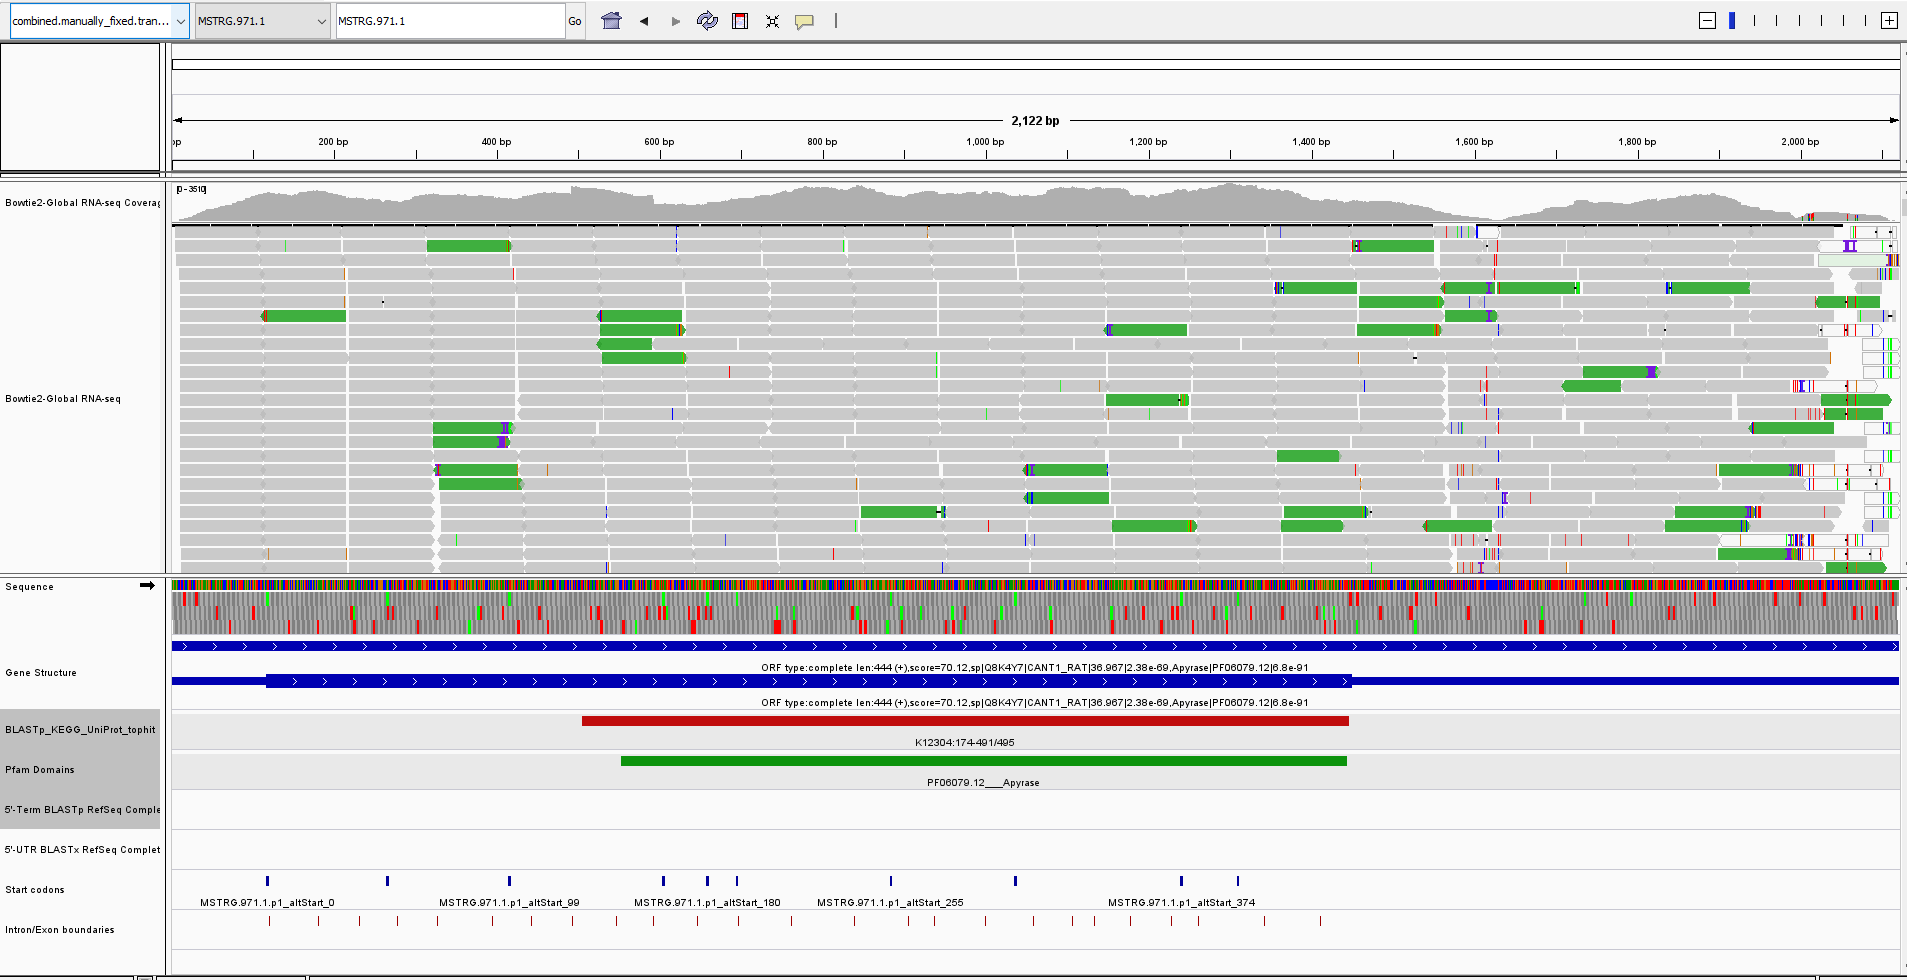 combined.manually_fixed.tran... MSTRG.971.1 MSTRG.971.1 Go
2,122 bp
bp 200 bp 400 bp 600 bp 800 bp 1,000 bp 1,200 bp 1,400 bp 1,600 bp 1,800 bp 2,000 bp
[0 - 3510]
Bowtie2-Global RNA-seq Coverag
Bowtie2-Global RNA-seq
Sequence
ORF type:complete len:444 (+),score=70.12,sp|Q8K4Y7|CANT1_RAT|36.967|2.38e-69,Apyrase|PF06079.12|6.8e-91
Gene Structure
ORF type:complete len:444 (+),score=70.12,sp|Q8K4Y7|CANT1_RAT|36.967|2.38e-69,Apyrase|PF06079.12|6.8e-91
BLASTp_KEGG_UniProt_tophit
K12304:174-491/495
Pfam Domains
PF06079.12___Apyrase
5'-Term BLASTp RefSeq Comple
5'-UTR BLASTx RefSeq Complet
Start codons
MSTRG.971.1.p1_altStart_0 MSTRG.971.1.p1_altStart_99 MSTRG.971.1.p1_altStart_180 MSTRG.971.1.p1_altStart_255 MSTRG.971.1.p1_altStart_374
Intron/Exon boundaries